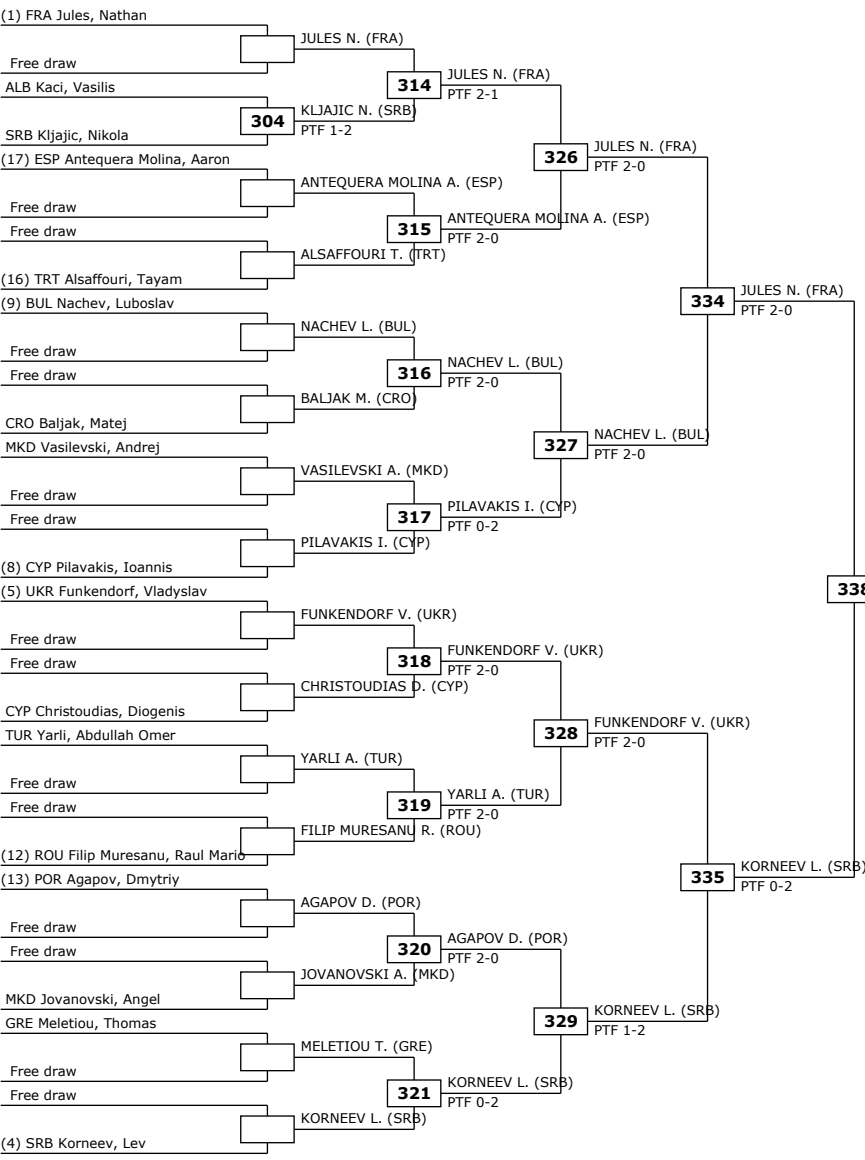 (1) FRA Jules, Nathan
JULES N. (FRA)
Free draw
314
JULES N. (FRA)
PTF 2-1
ALB Kaci, Vasilis
304
KLJAJIC N. (SRB)
PTF 1-2
SRB Kljajic, Nikola
326
JULES N. (FRA)
PTF 2-0
(17) ESP Antequera Molina, Aaron
ANTEQUERA MOLINA A. (ESP)
Free draw
315
ANTEQUERA MOLINA A. (ESP)
PTF 2-0
Free draw
ALSAFFOURI T. (TRT)
(16) TRT Alsaffouri, Tayam
334
JULES N. (FRA)
PTF 2-0
(9) BUL Nachev, Luboslav
NACHEV L. (BUL)
Free draw
316
NACHEV L. (BUL)
PTF 2-0
Free draw
BALJAK M. (CRO)
CRO Baljak, Matej
327
NACHEV L. (BUL)
PTF 2-0
MKD Vasilevski, Andrej
VASILEVSKI A. (MKD)
Free draw
317
PILAVAKIS I. (CYP)
PTF 0-2
Free draw
PILAVAKIS I. (CYP)
(8) CYP Pilavakis, Ioannis
338
(5) UKR Funkendorf, Vladyslav
FUNKENDORF V. (UKR)
Free draw
318
FUNKENDORF V. (UKR)
PTF 2-0
Free draw
CHRISTOUDIAS D. (CYP)
CYP Christoudias, Diogenis
328
FUNKENDORF V. (UKR)
PTF 2-0
TUR Yarli, Abdullah Omer
YARLI A. (TUR)
Free draw
319
YARLI A. (TUR)
PTF 2-0
Free draw
FILIP MURESANU R. (ROU)
(12) ROU Filip Muresanu, Raul Mario
335
KORNEEV L. (SRB)
PTF 0-2
(13) POR Agapov, Dmytriy
AGAPOV D. (POR)
Free draw
320
AGAPOV D. (POR)
PTF 2-0
Free draw
JOVANOVSKI A. (MKD)
MKD Jovanovski, Angel
329
KORNEEV L. (SRB)
PTF 1-2
GRE Meletiou, Thomas
MELETIOU T. (GRE)
Free draw
321
KORNEEV L. (SRB)
PTF 0-2
Free draw
KORNEEV L. (SRB)
(4) SRB Korneev, Lev